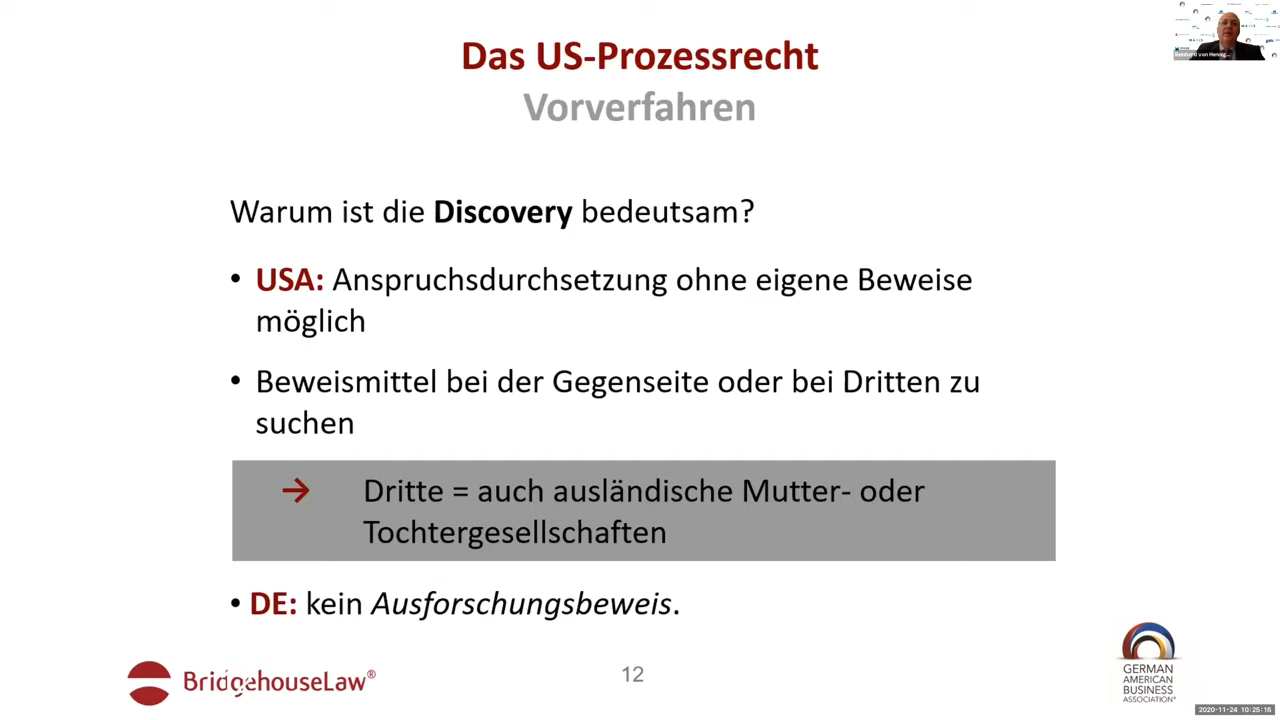 Das US-Prozessrecht
Vorverfahren
Warum ist die Discovery bedeutsam?
• USA: Anspruchsdurchsetzung ohne eigene Beweise
möglich
• Beweismittel bei der Gegenseite oder bei Dritten zu
suchen
→ Dritte = auch ausländische Mutter- oder
Tochtergesellschaften
• DE: kein Ausforschungsbeweis.
BridgehouseLaw®
12
GERMAN
AMERICAN
BUSINESS
ASSOCIATION
2020-11-24 10:25:16